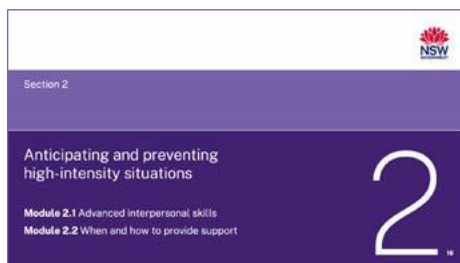 NSW
GOVERNMENT
Section 2
Anticipating and preventing
high-intensity situations
Module 2.1 Advanced interpersonal skills
Module 2.2 When and how to provide support
2
16